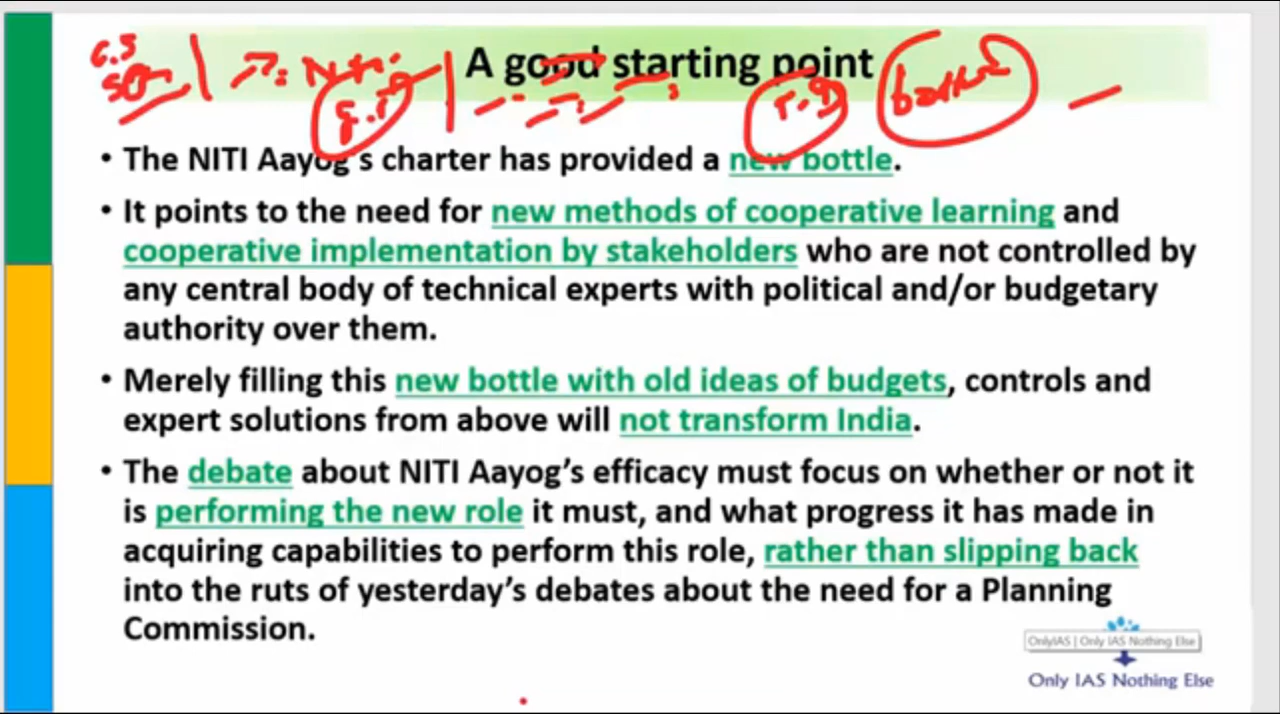 A good starting point
• The NITI Aayog's charter has provided a new bottle.
• It points to the need for new methods of cooperative learning and
cooperative implementation by stakeholders who are not controlled by
any central body of technical experts with political and/or budgetary
authority over them.
• Merely filling this new bottle with old ideas of budgets, controls and
expert solutions from above will not transform India.
• The debate about NITI Aayog's efficacy must focus on whether or not it
is performing the new role it must, and what progress it has made in
acquiring capabilities to perform this role, rather than slipping back
into the ruts of yesterday's debates about the need for a Planning
Commission.
OnlyIAS | Only IAS Nothing Else
Only IAS Nothing Else